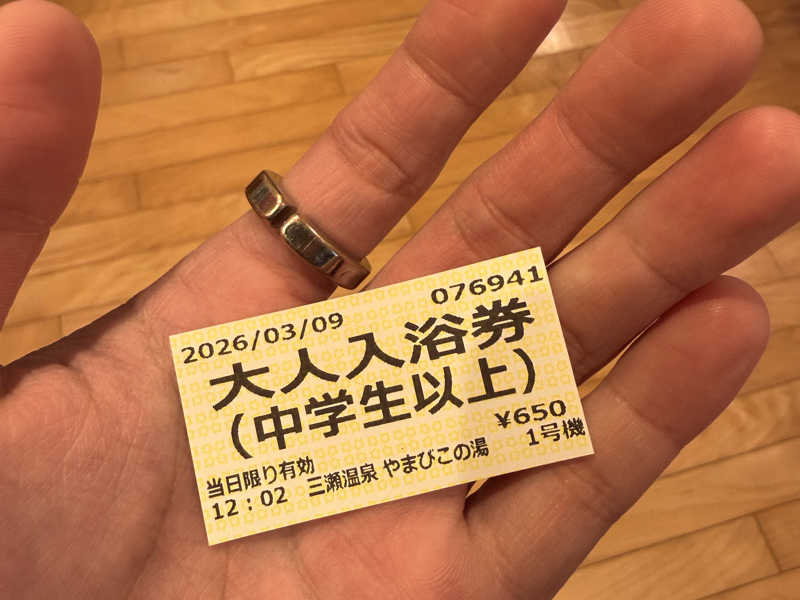 2026/03/09 076941
大人入浴券
（中学生以上）
¥650
当日限り有効 1号機
12：02 三瀬温泉 やまびこの湯